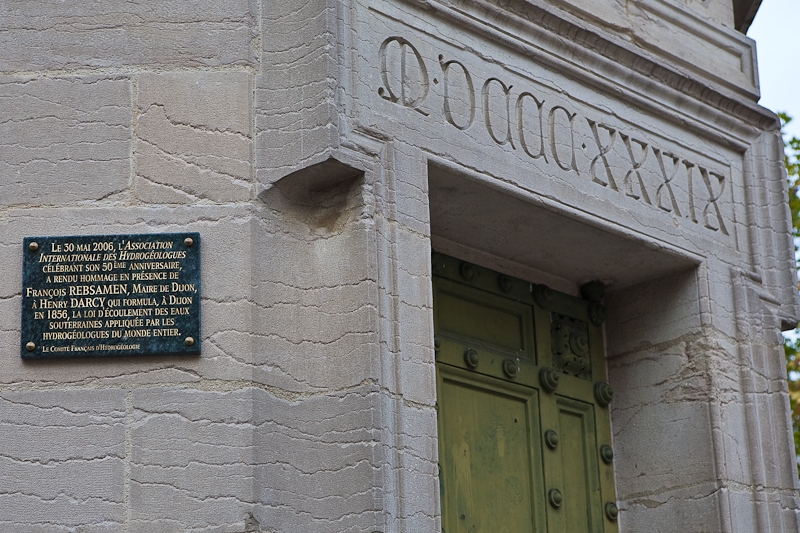 M·DCCC·XXXIX
Le 30 mai 2006, l'Association
Internationale des Hydrogéologues
célébrant son 50ème anniversaire,
a rendu hommage en présence de
François REBSAMEN, Maire de Dijon,
à Henry DARCY qui formula, à Dijon
en 1856, la loi d'écoulement des eaux
souterraines appliquée par les
hydrogéologues du monde entier.
Le Comité Français d'Hydrogéologie